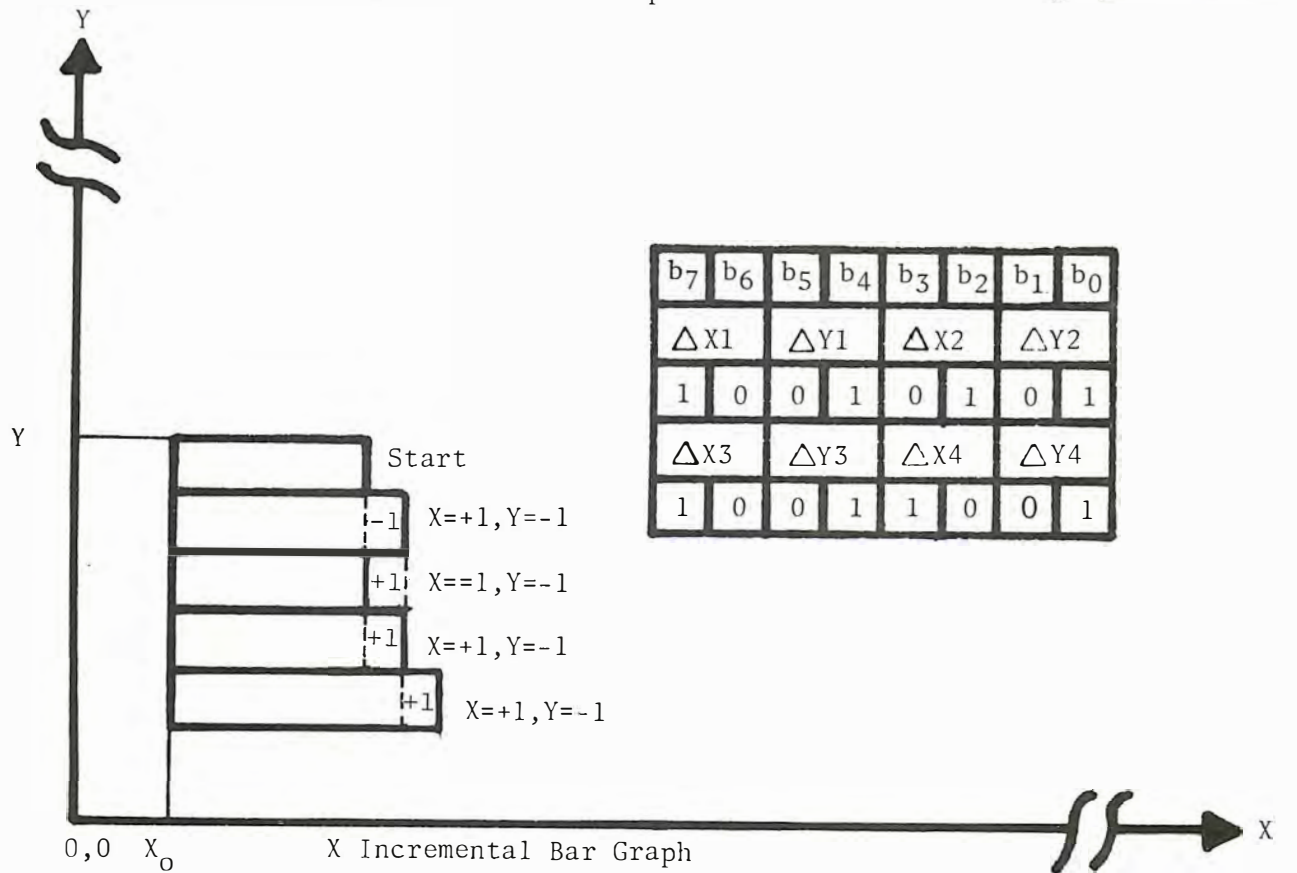 Y
b7 b6 b5 b4 b3 b2 b1 b0
△X1 △Y1 △X2 △Y2
1 0 0 1 0 1 0 1
△X3 △Y3 △X4 △Y4
1 0 0 1 1 0 0 1
Y
Start
-1 X=+1,Y=-1
+1 X==1,Y=-1
+1 X=+1,Y=-1
+1 X=+1,Y=-1
X
0,0 Xo X Incremental Bar Graph